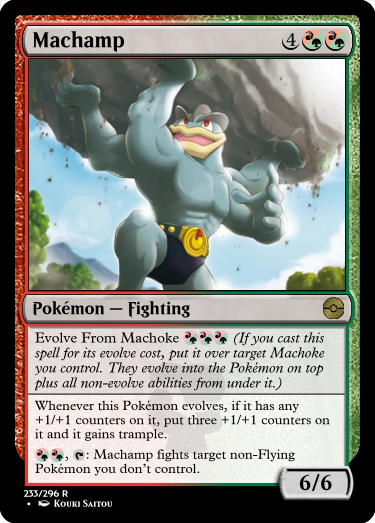 Machamp 4
Pokémon — Fighting
Evolve From Machoke (If you cast
this spell for its evolve cost, put it over target Machoke
you control. They evolve into the Pokémon on top
plus all non-evolve abilities from under it.)
Whenever this Pokémon evolves, if it has any
+1/+1 counters on it, put three +1/+1 counters on
it and it gains trample.
, : Machamp fights target non-Flying
Pokémon you don't control.
6/6
233/296 R
• Kouki Saitou